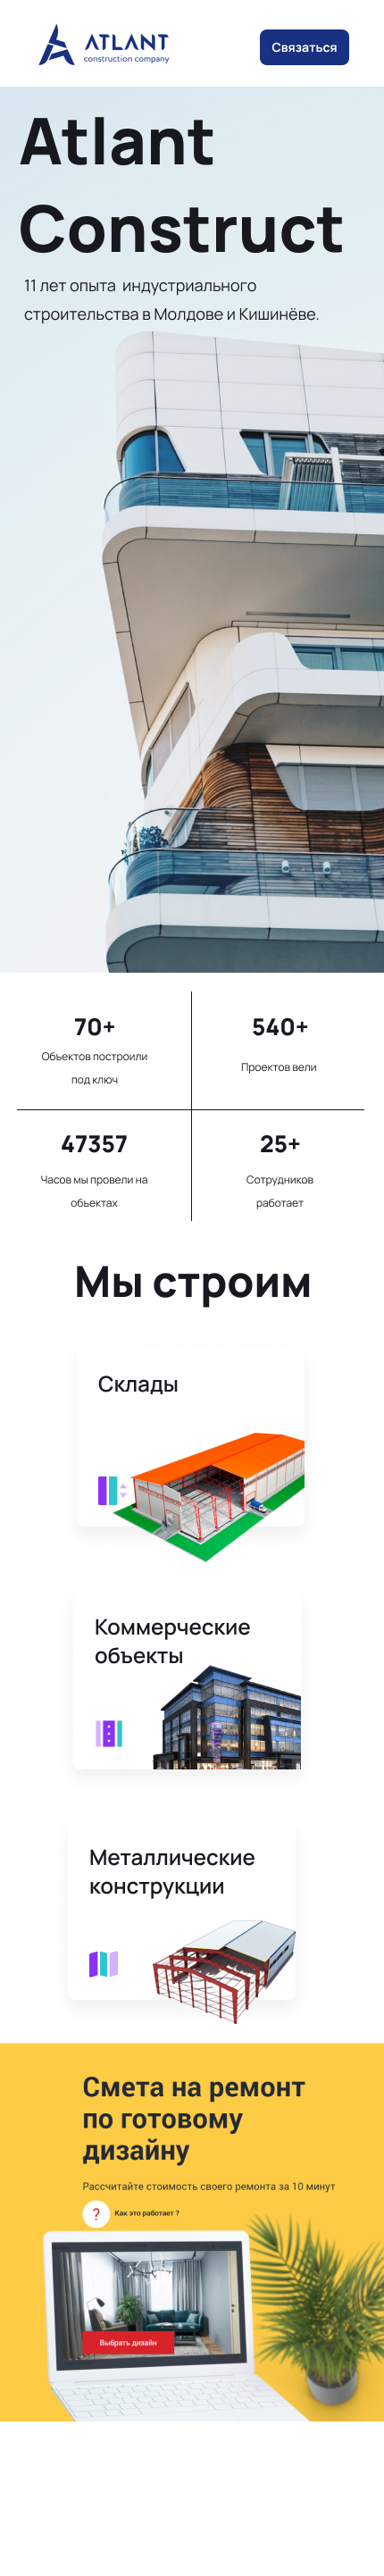 ATLANT
construction company
Связаться
Atlant
Construct
11 лет опыта индустриального
строительства в Молдове и Кишинёве.
70+
Объектов построили
под ключ
540+
Проектов вели
47357
Часов мы провели на
объектах
25+
Сотрудников
работает
Мы строим
Склады
Коммерческие
объекты
Металлические
конструкции
Смета на ремонт
по готовому
дизайну
Рассчитайте стоимость своего ремонта за 10 минут
? Как это работает ?
Выбрать дизайн